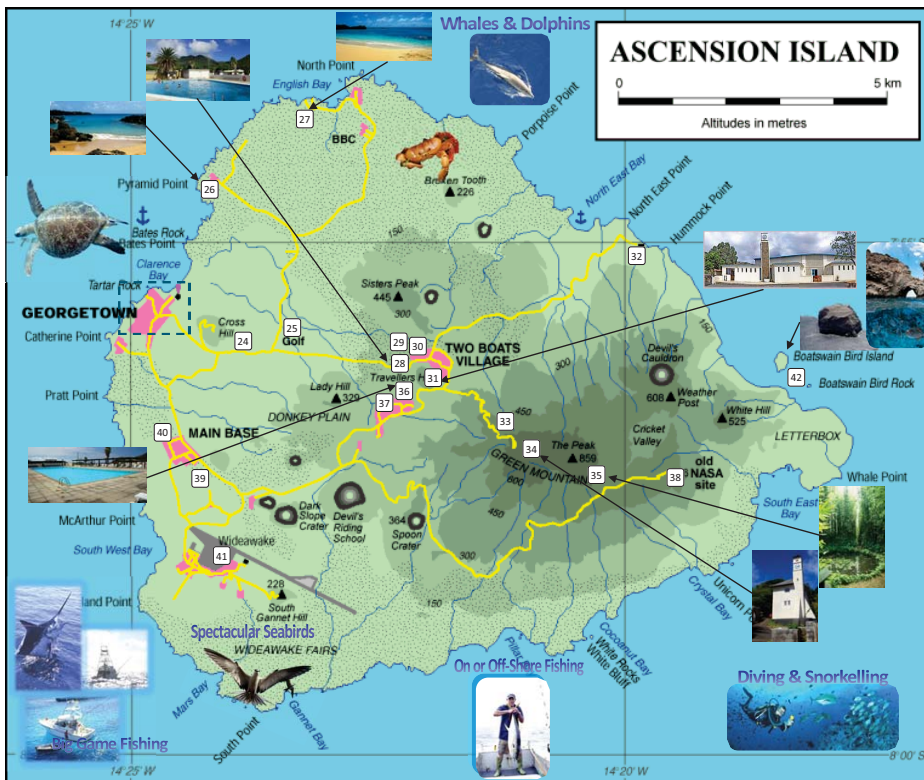 14°25'W
Whales & Dolphins
ASCENSION ISLAND
0
5 km
Altitudes in metres
North Point
English Bay
Porpoise Point
27
BBC
Broken Tooth
226
Pyramid Point
26
North East Bay
North East Point
Hummock Point
Bates Rock
Bates Point
150
32
Clarence Bay
Tartar Rock
Sisters Peak
445
300
GEORGETOWN
Catherine Point
Cross Hill
24
25
Golf
29
30
28
TWO BOATS VILLAGE
31
36
37
Lady Hill
329
DONKEY PLAIN
Pratt Point
300
150
Devil's Cauldron
608
Weather Post
White Hill
525
Boatswain Bird Island
42
Boatswain Bird Rock
LETTERBOX
Cricket Valley
450
33
34
The Peak
859
GREEN MOUNTAIN
35
600
450
38
old NASA site
Whale Point
South East Bay
40
MAIN BASE
39
McArthur Point
Dark Slope Crater
Devil's Riding School
364
Spoon Crater
300
150
South West Bay
Wideawake
41
228
South Gannet Hill
Spectacular Seabirds
WIDEAWAKE FAIRS
Crystal Bay
Cocoanut Bay
White Rocks
White Bluff
Mars Bay
South Point
Gannet Bay
On or Off-Shore Fishing
Diving & Snorkelling
Big Game Fishing
14°25'W
14°20'W
8°00'S